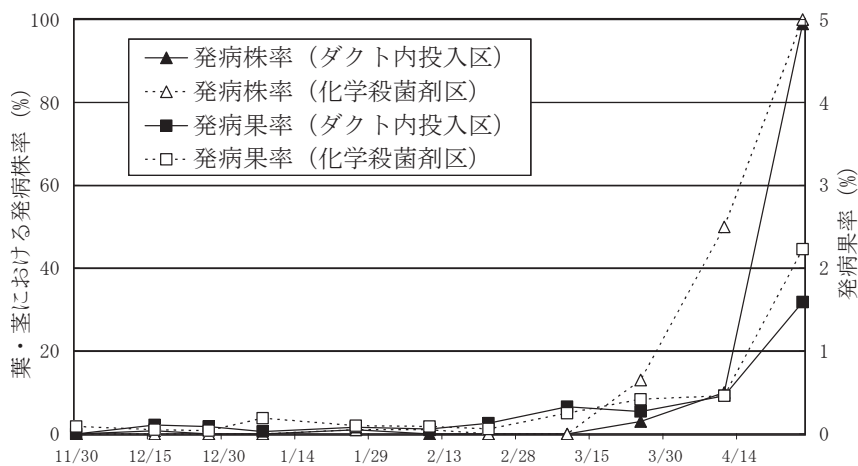 100
80
60
40
20
0
葉・茎における発病株率 (%)
発病株率（ダクト内投入区）
発病株率（化学殺菌剤区）
発病果率（ダクト内投入区）
発病果率（化学殺菌剤区）
5
4
3
2
1
0
発病果率 (%)
11/30 12/15 12/30 1/14 1/29 2/13 2/28 3/15 3/30 4/14